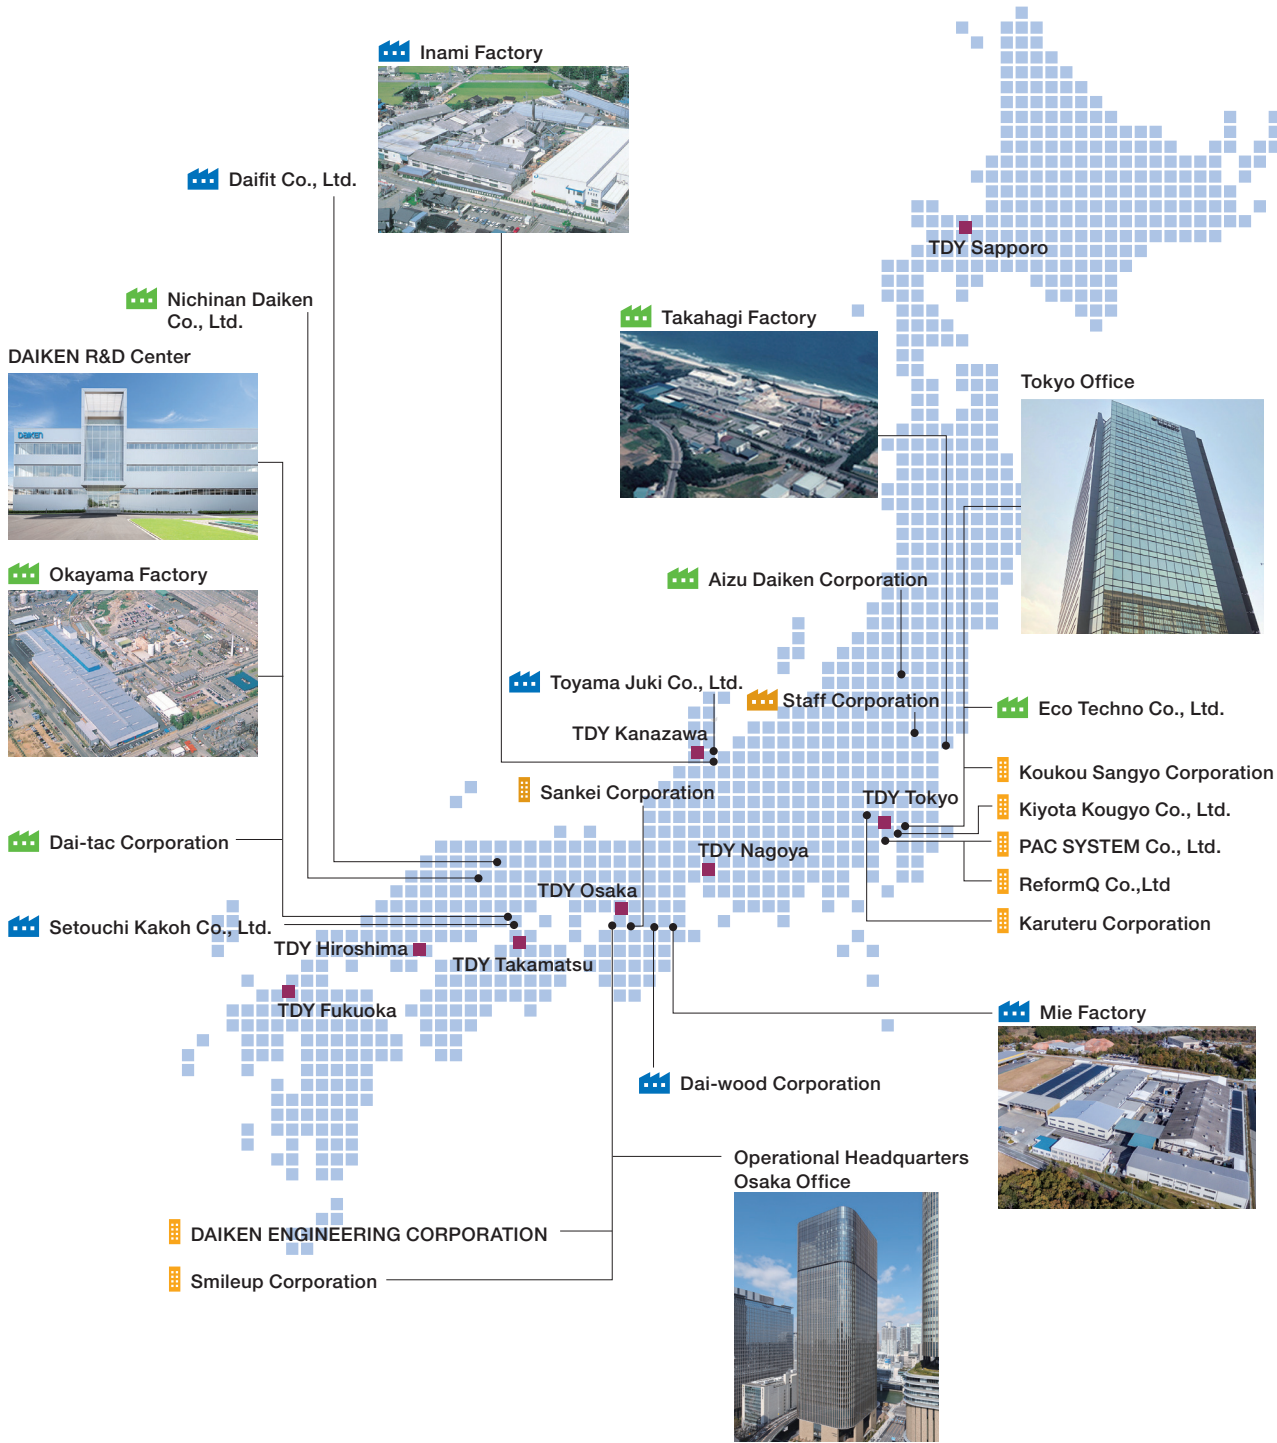 Inami Factory
Daifit Co., Ltd.
TDY Sapporo
Nichinan Daiken
Co., Ltd.
Takahagi Factory
DAIKEN R&D Center
Tokyo Office
DAIKEN
Okayama Factory
Aizu Daiken Corporation
Toyama Juki Co., Ltd.
Staff Corporation
Eco Techno Co., Ltd.
TDY Kanazawa
Koukou Sangyo Corporation
Sankei Corporation
TDY Tokyo
Kiyota Kougyo Co., Ltd.
Dai-tac Corporation
PAC SYSTEM Co., Ltd.
TDY Nagoya
ReformQ Co.,Ltd
TDY Osaka
Setouchi Kakoh Co., Ltd.
Karuteru Corporation
TDY Hiroshima
TDY Takamatsu
TDY Fukuoka
Mie Factory
Dai-wood Corporation
Operational Headquarters
Osaka Office
DAIKEN ENGINEERING CORPORATION
Smileup Corporation